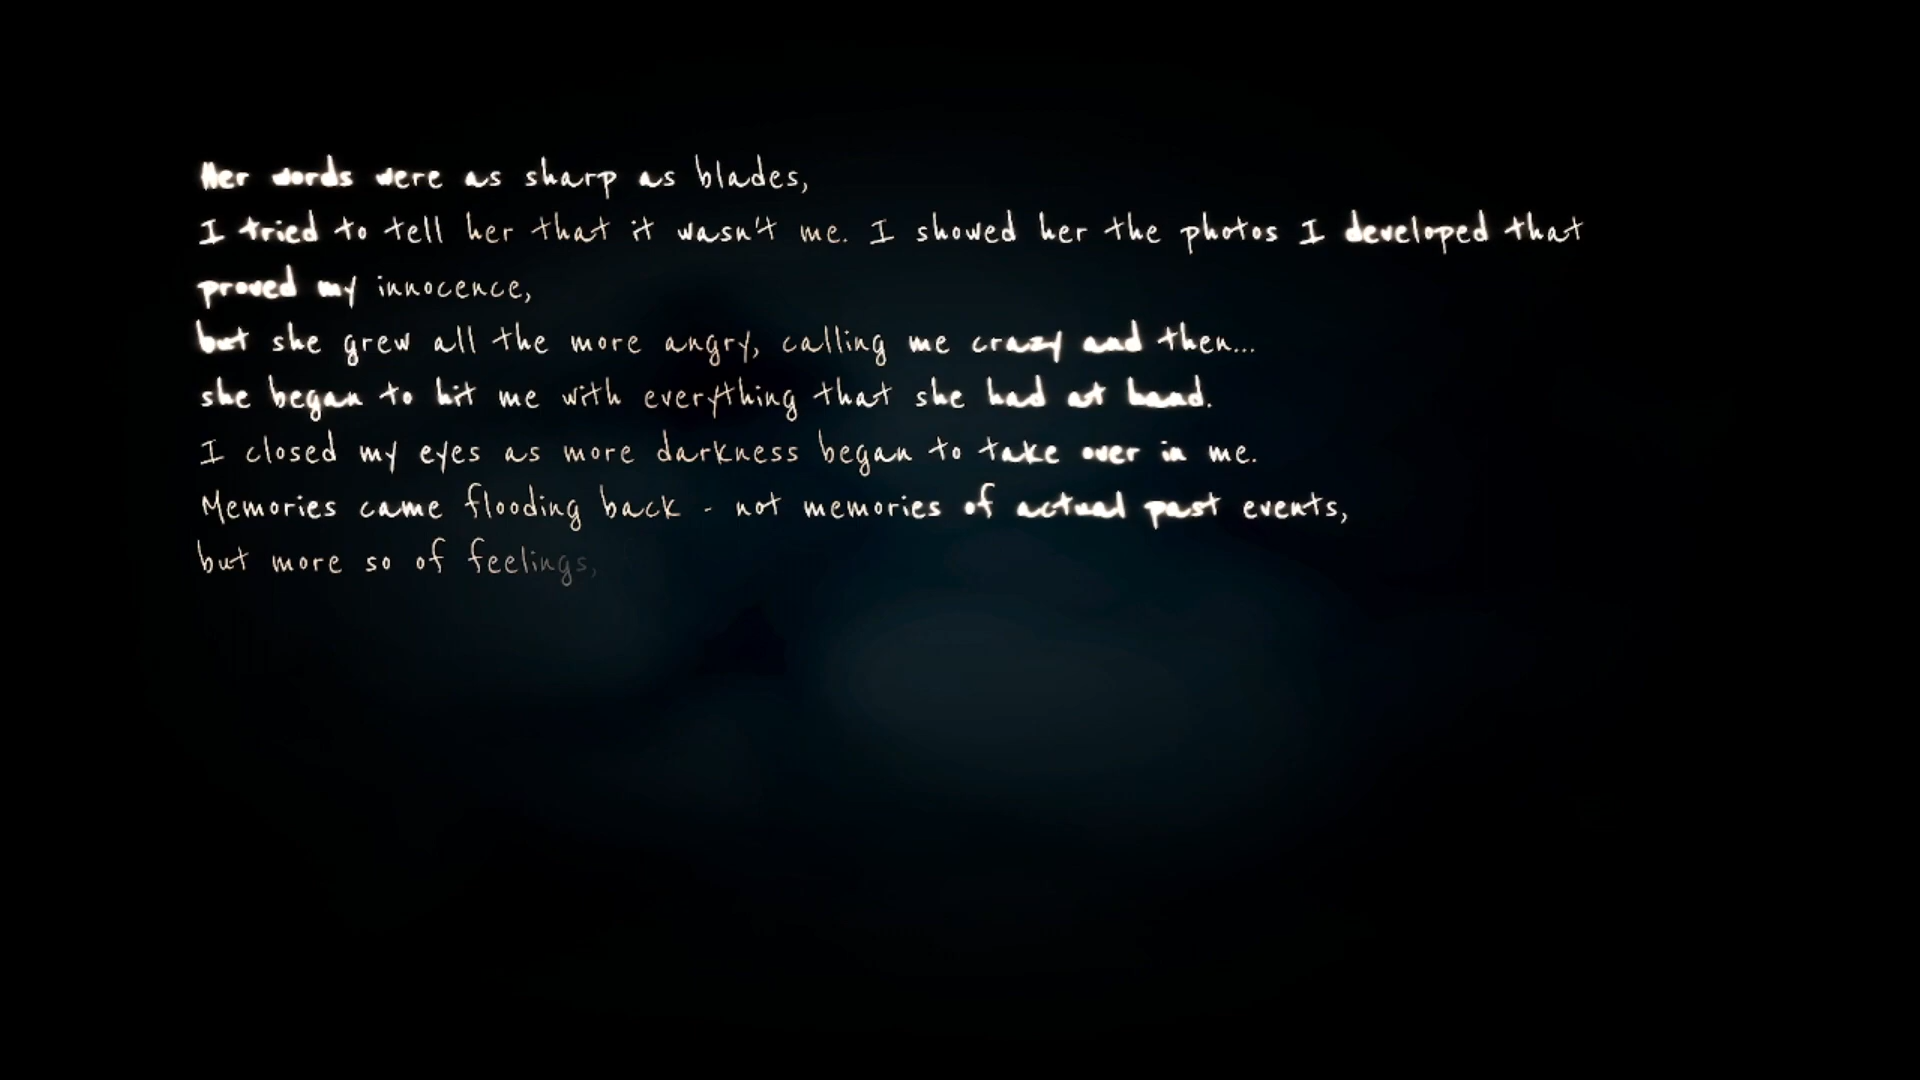 Her words were as sharp as blades,
I tried to tell her that it wasn't me. I showed her the photos I developed that
proved my innocence,
but she grew all the more angry, calling me crazy and then...
she began to hit me with everything that she had at hand.
I closed my eyes as more darkness began to take over in me.
Memories came flooding back - not memories of actual past events,
but more so of feelings,